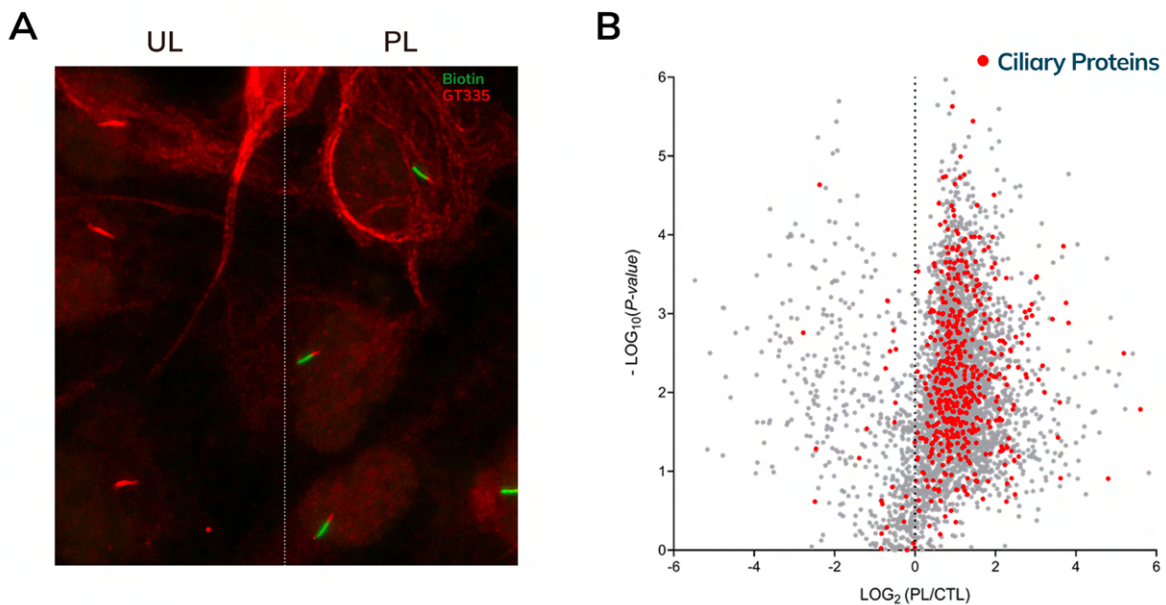 A
UL
PL
Biotin
GT335
B
Ciliary Proteins
6
5
4
3
2
1
0
- LOG10(P-value)
-6
-4
-2
0
2
4
6
LOG2 (PL/CTL)